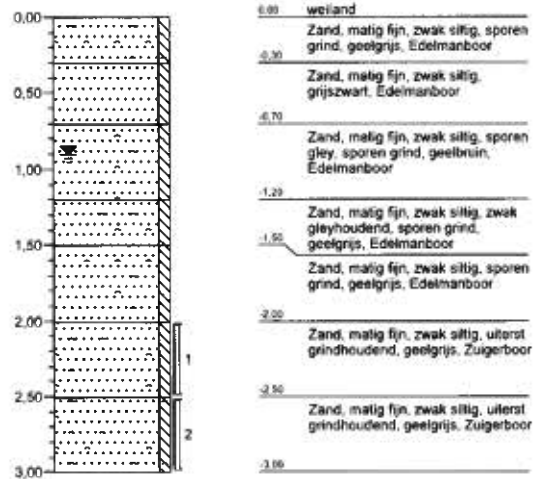 0,00
0,50
1,00
1,50
2,00
2,50
3,00
1
2
0.00 weiland
Zand, matig fijn, zwak siltig, sporen
grind, geelgrijs, Edelmanboor
-0.30
Zand, matig fijn, zwak siltig,
grijszwart, Edelmanboor
-0.70
Zand, matig fijn, zwak siltig, sporen
gley, sporen grind, geelbruin,
Edelmanboor
-1.20
Zand, matig fijn, zwak siltig, zwak
gleyhoudend, sporen grind,
geelgrijs, Edelmanboor
-1.50
Zand, matig fijn, zwak siltig, sporen
grind, geelgrijs, Edelmanboor
-2.00
Zand, matig fijn, zwak siltig, uiterst
grindhoudend, geelgrijs, Zuigerboor
-2.50
Zand, matig fijn, zwak siltig, uiterst
grindhoudend, geelgrijs, Zuigerboor
-3.00